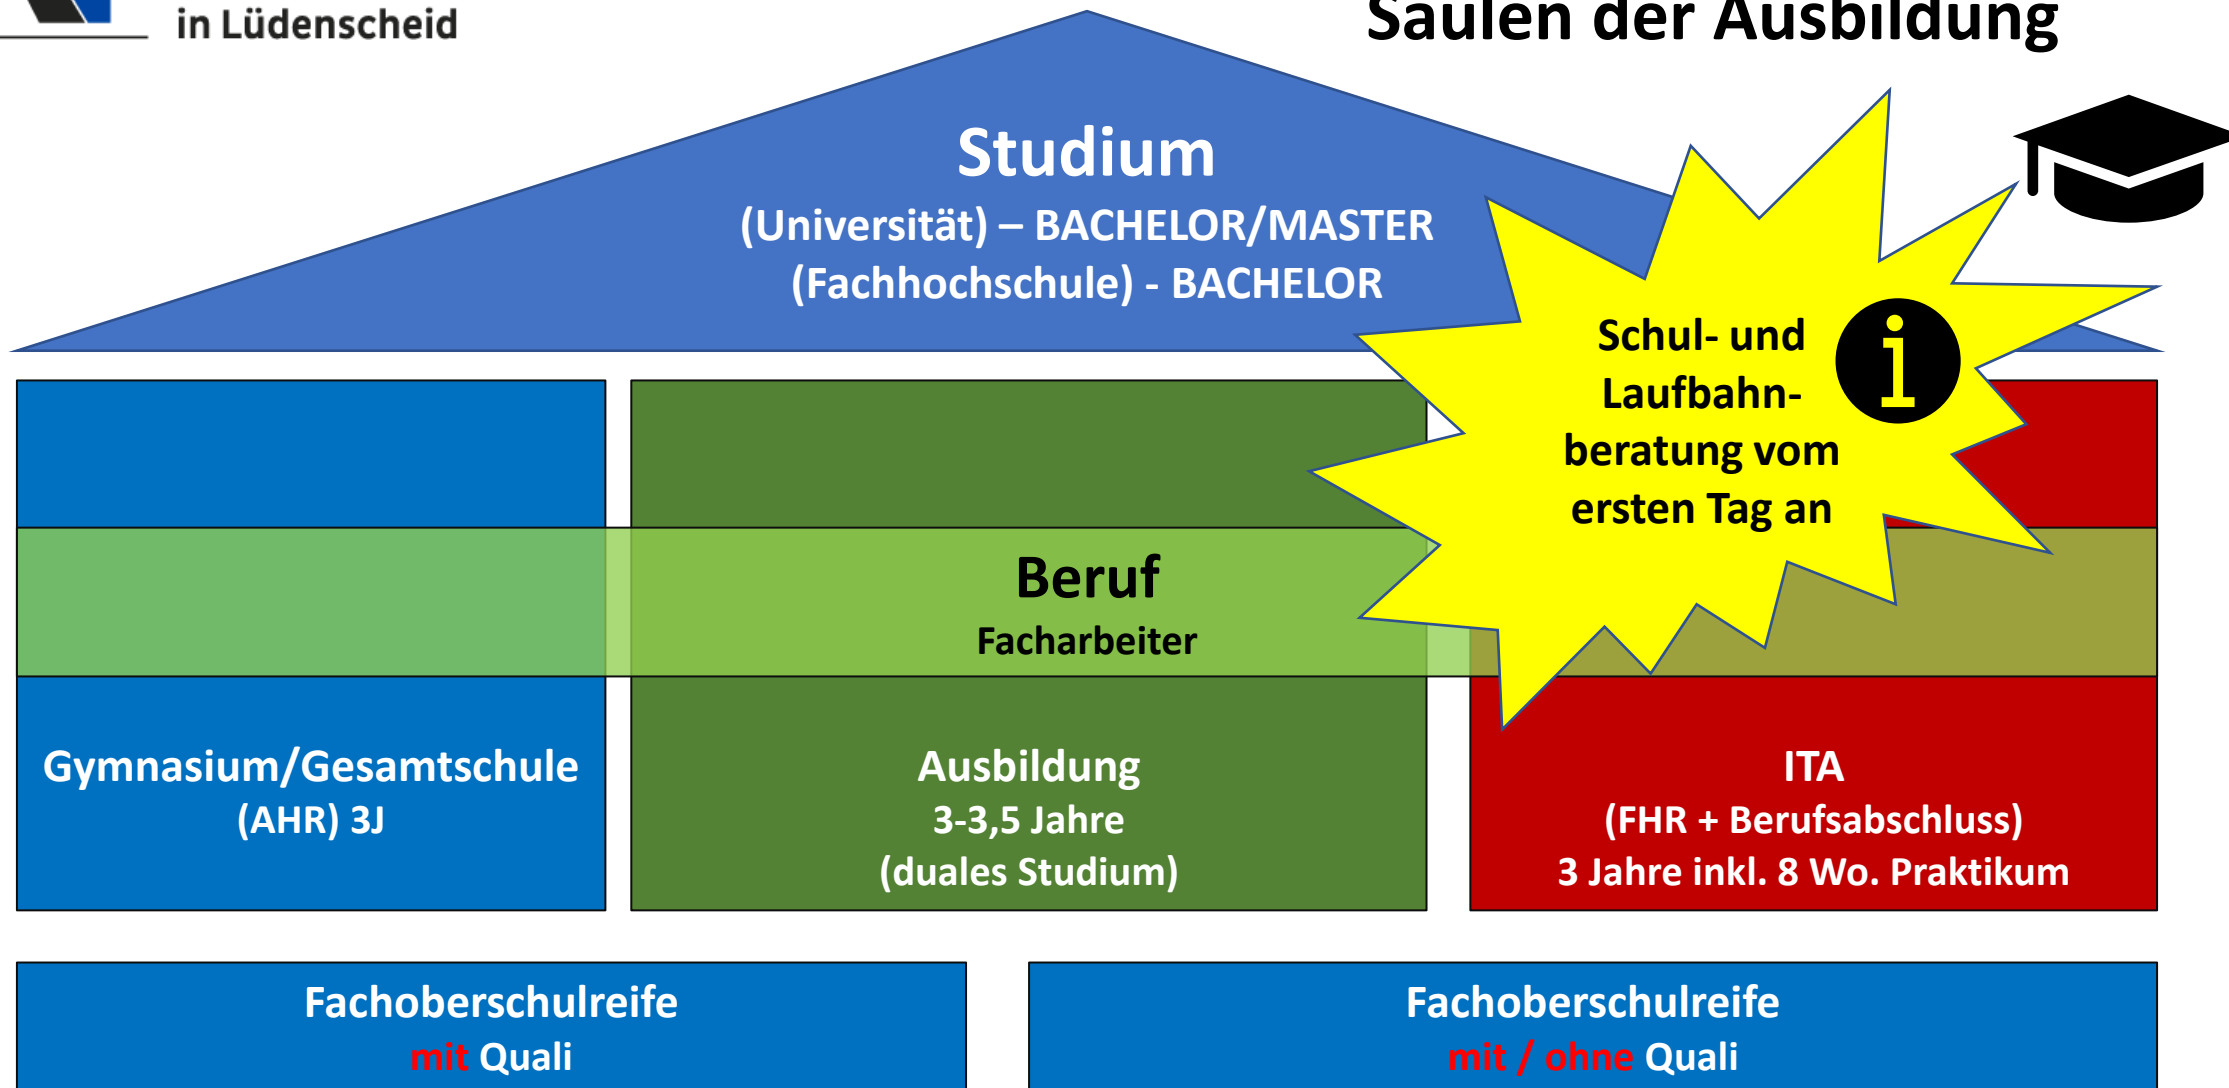 in Lüdenscheid
Säulen der Ausbildung
Studium
(Universität) – BACHELOR/MASTER
(Fachhochschule) - BACHELOR
Schul- und
Laufbahn-
beratung vom
ersten Tag an
Beruf
Facharbeiter
Gymnasium/Gesamtschule
(AHR) 3J
Ausbildung
3-3,5 Jahre
(duales Studium)
ITA
(FHR + Berufsabschluss)
3 Jahre inkl. 8 Wo. Praktikum
Fachoberschulreife
mit Quali
Fachoberschulreife
mit / ohne Quali